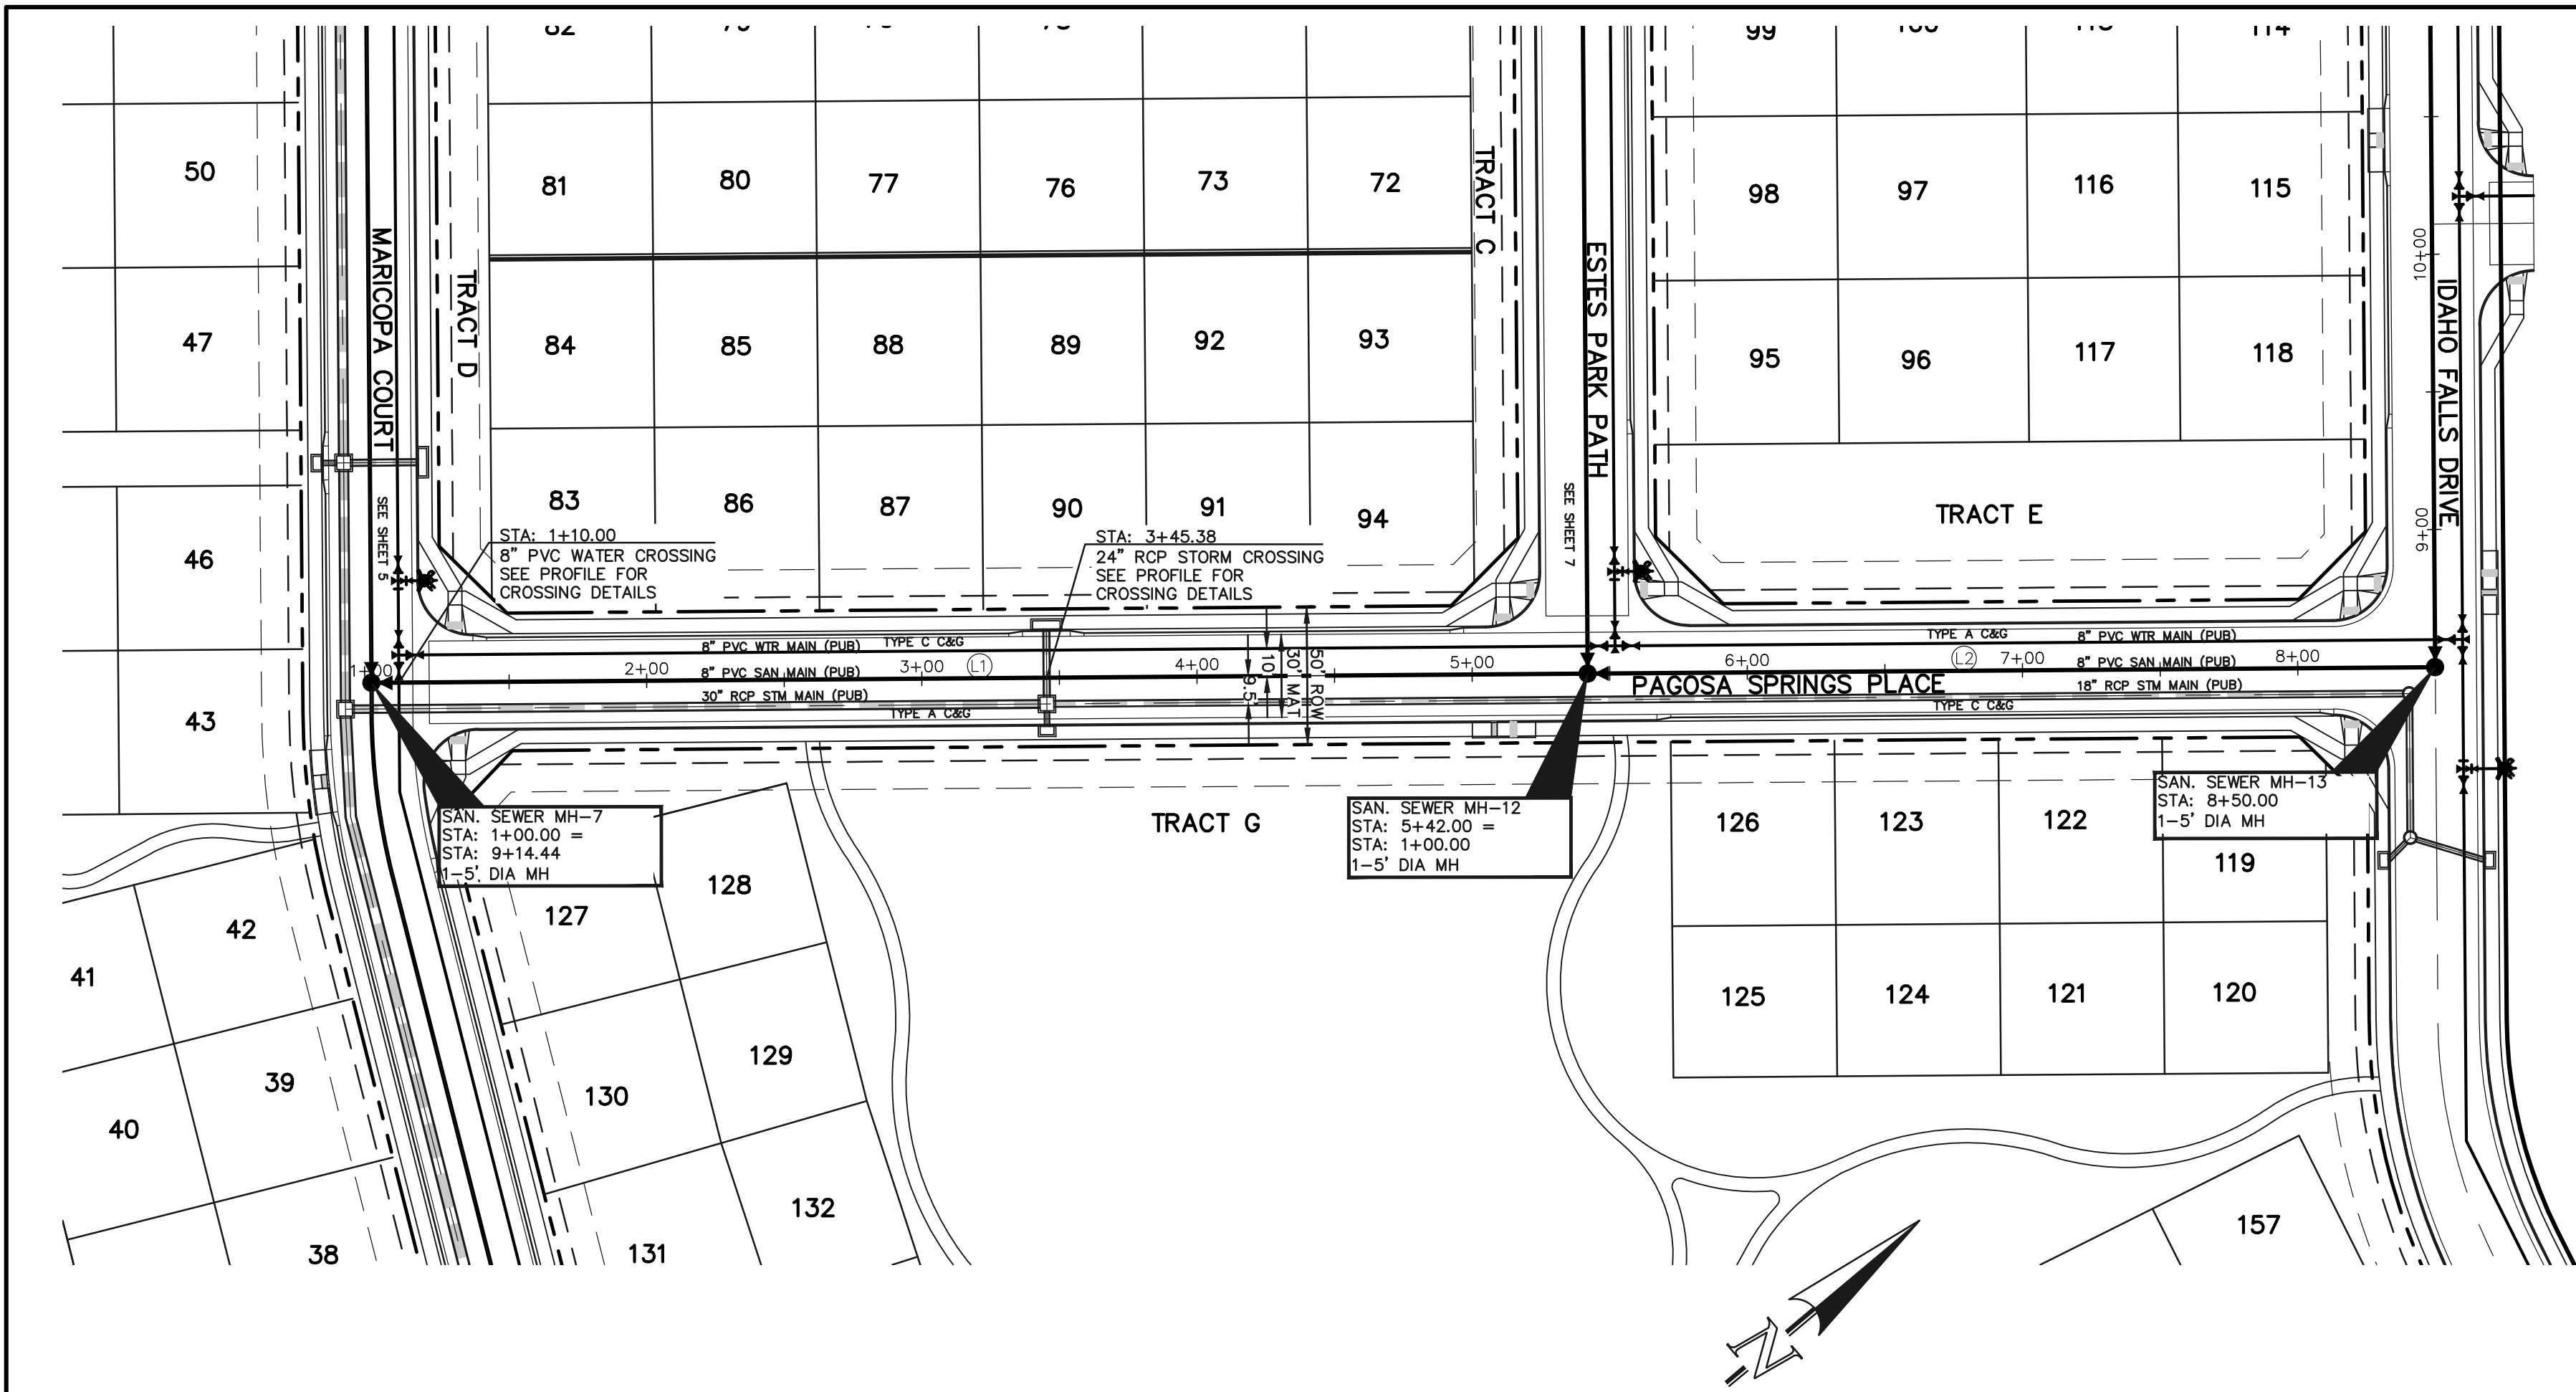 99
50
81
80
77
76
73
72
98
97
116
115
TRACT C
MARICOPA COURT
TRACT D
ESTES PARK PATH
10+00
IDAHO FALLS DRIVE
47
84
85
88
89
92
93
95
96
117
118
46
83
86
87
90
91
94
TRACT E
9+00
SEE SHEET 5
SEE SHEET 7
STA: 1+10.00
8" PVC WATER CROSSING
SEE PROFILE FOR
CROSSING DETAILS
STA: 3+45.38
24" RCP STORM CROSSING
SEE PROFILE FOR
CROSSING DETAILS
8" PVC WTR MAIN (PUB)
TYPE C C&G
TYPE A C&G
8" PVC WTR MAIN (PUB)
1+00
2+00
3+00
L1
4+00
5+00
6+00
L2
7+00
8+00
8" PVC SAN MAIN (PUB)
8" PVC SAN MAIN (PUB)
30" RCP STM MAIN (PUB)
TYPE A C&G
10'
9.5'
30' MAT
50' ROW
PAGOSA SPRINGS PLACE
18" RCP STM MAIN (PUB)
TYPE C C&G
43
SAN. SEWER MH-7
STA: 1+00.00 =
STA: 9+14.44
1-5' DIA MH
TRACT G
SAN. SEWER MH-12
STA: 5+42.00 =
STA: 1+00.00
1-5' DIA MH
SAN. SEWER MH-13
STA: 8+50.00
1-5' DIA MH
126
123
122
119
42
127
128
41
125
124
121
120
39
129
40
130
38
131
132
157
N